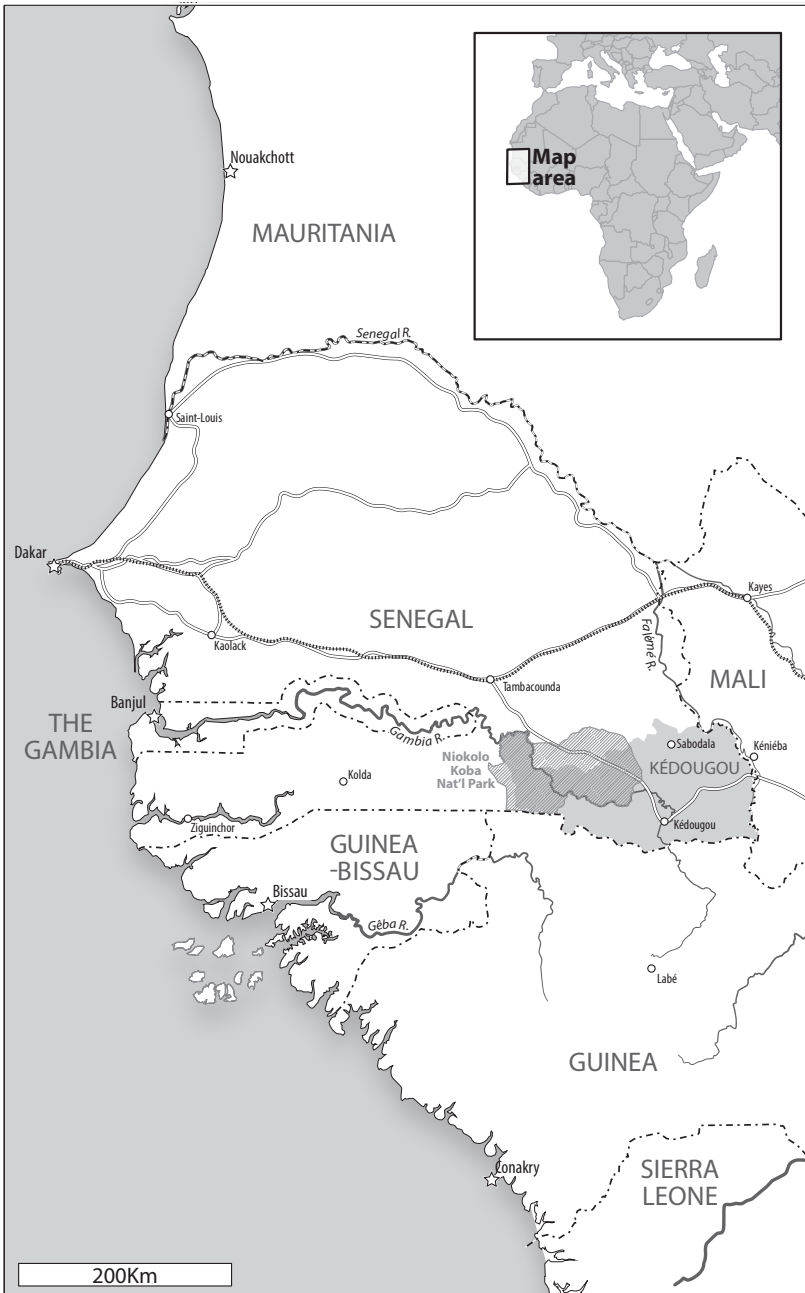 Nouakchott
Map
area
MAURITANIA
Senegal R.
Saint-Louis
Dakar
SENEGAL
Kayes
Falémé R.
Kaolack
Tambacounda
MALI
Banjul
THE
GAMBIA
Gambia R.
Sabodala
Kéniéba
Niokolo
Koba
Nat'l Park
KÉDOUGOU
Kolda
Ziguinchor
Kédougou
GUINEA
-BISSAU
Bissau
Gêba R.
Labé
GUINEA
Conakry
SIERRA
LEONE
200Km